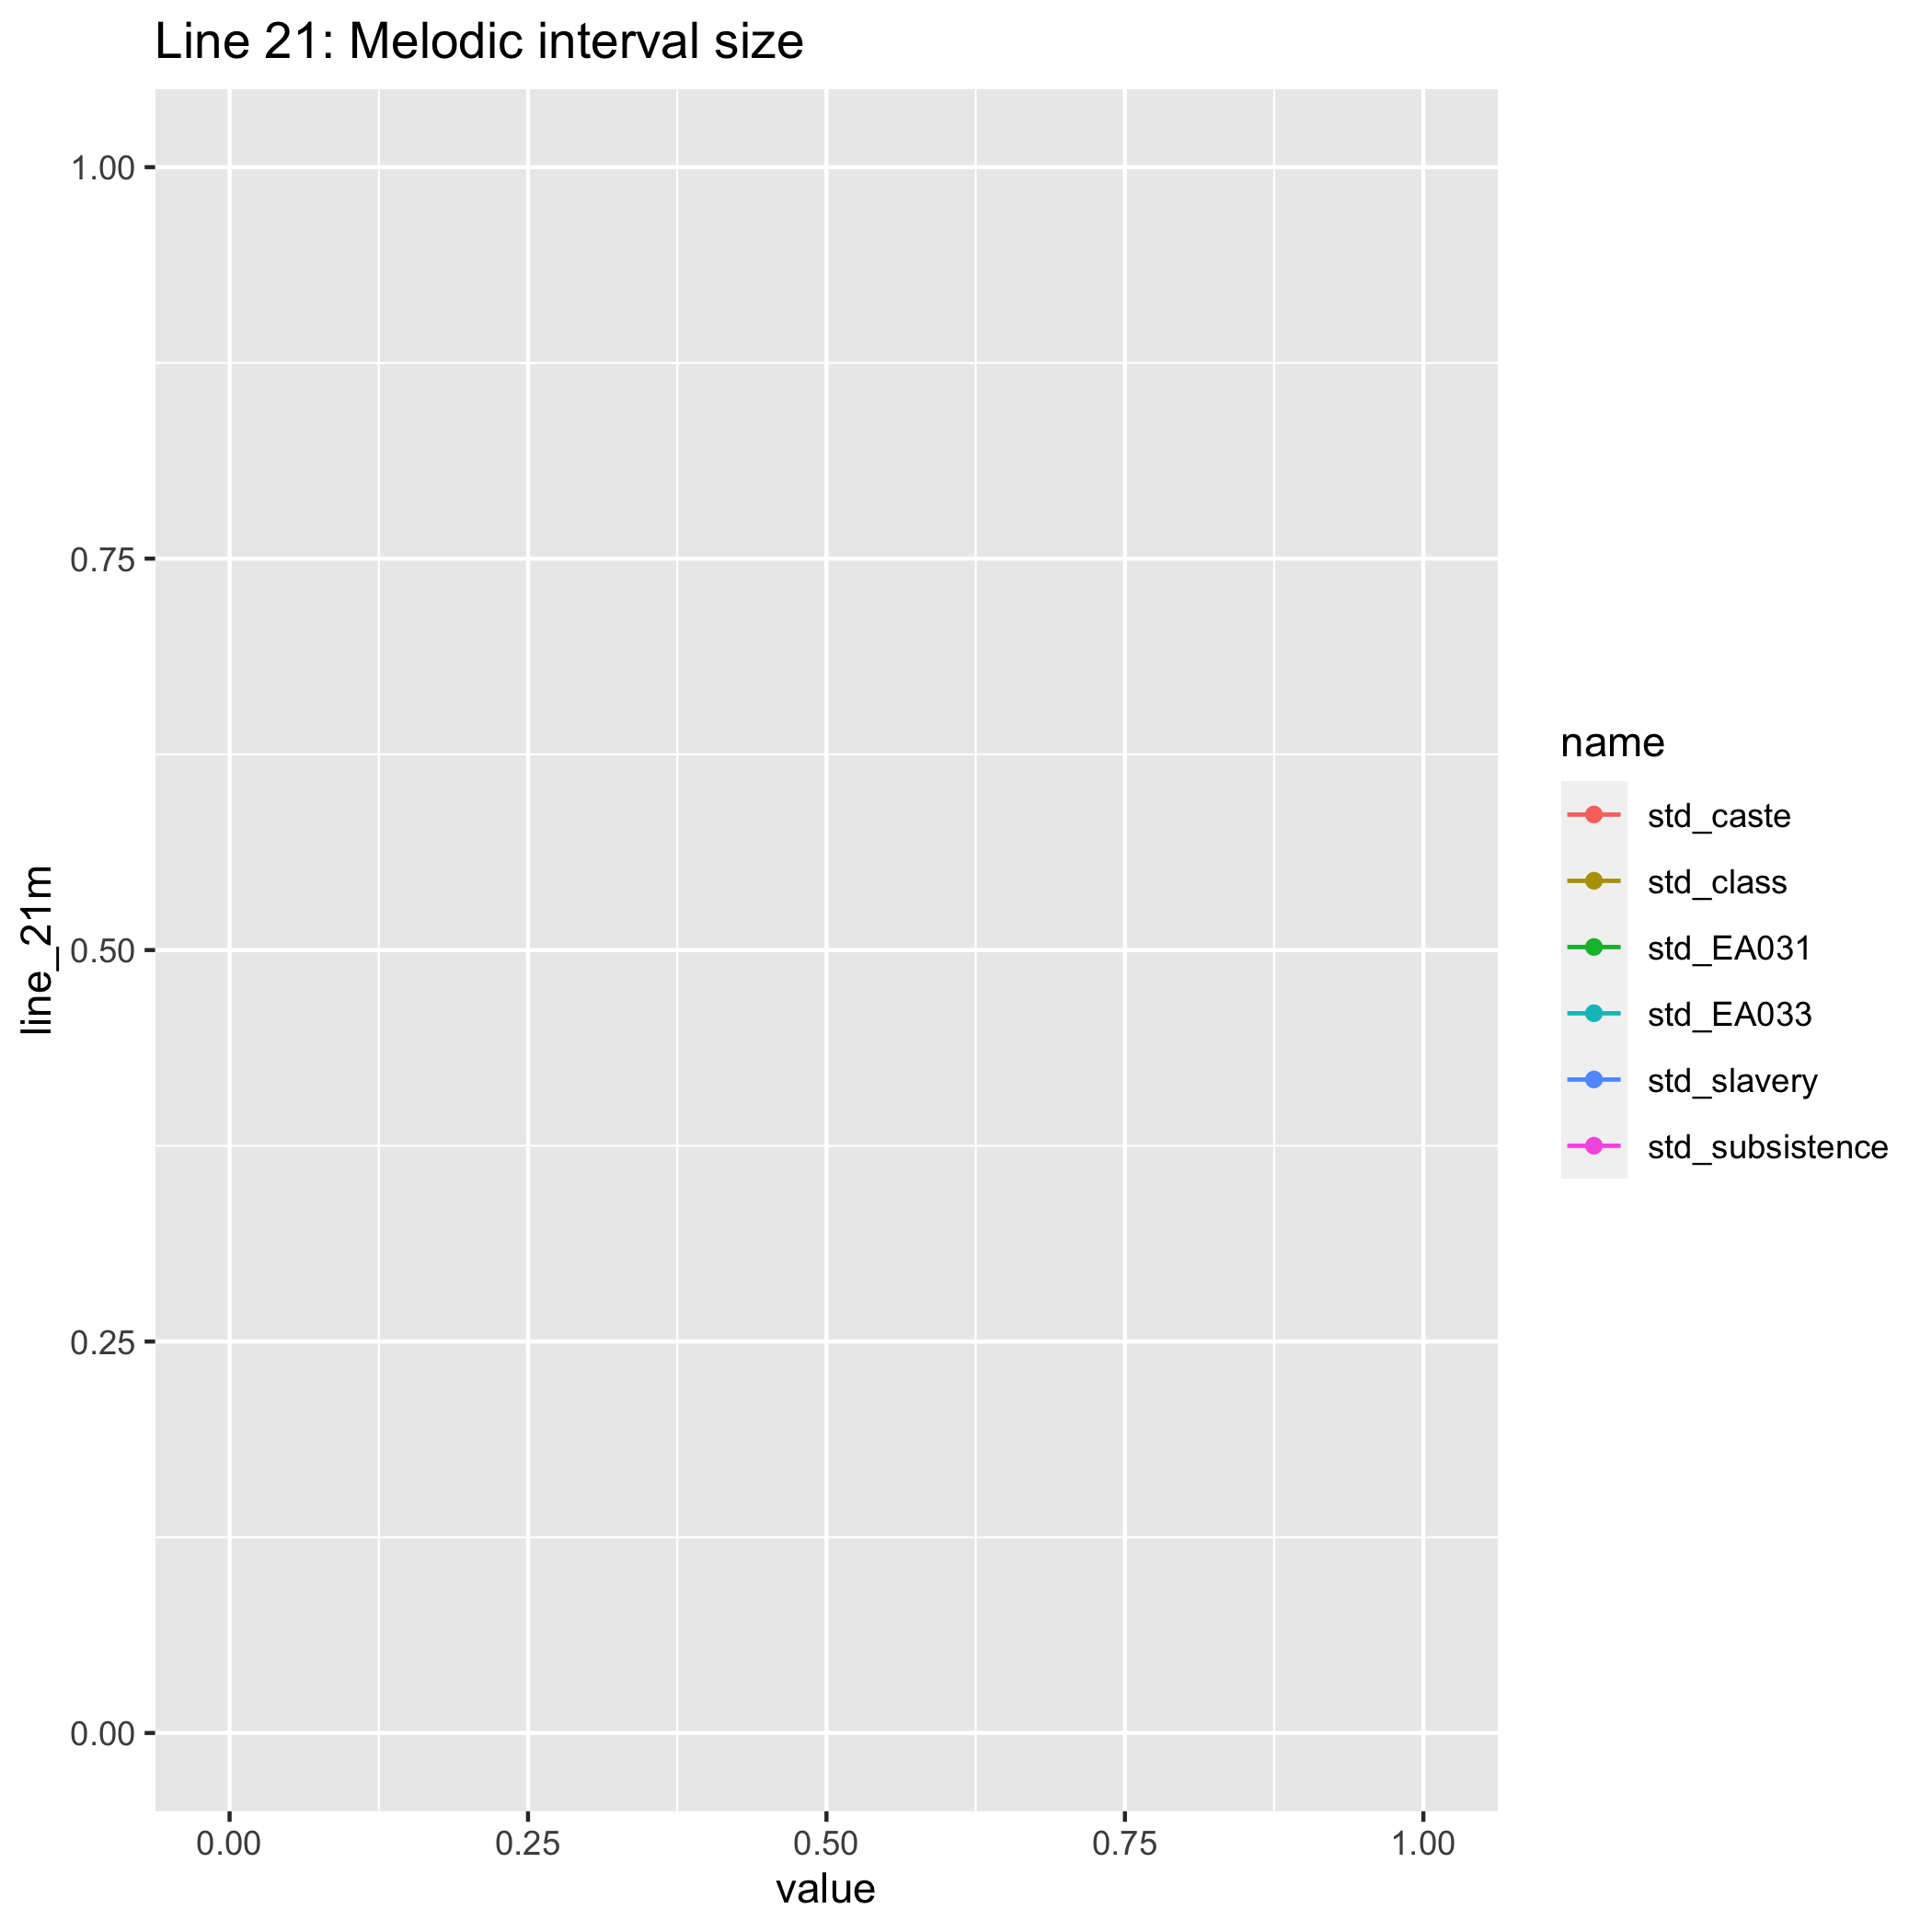 Line 21: Melodic interval size
line_21m
1.00
0.75
0.50
0.25
0.00
0.00 0.25 0.50 0.75 1.00
value
name
std_caste
std_class
std_EA031
std_EA033
std_slavery
std_subsistence